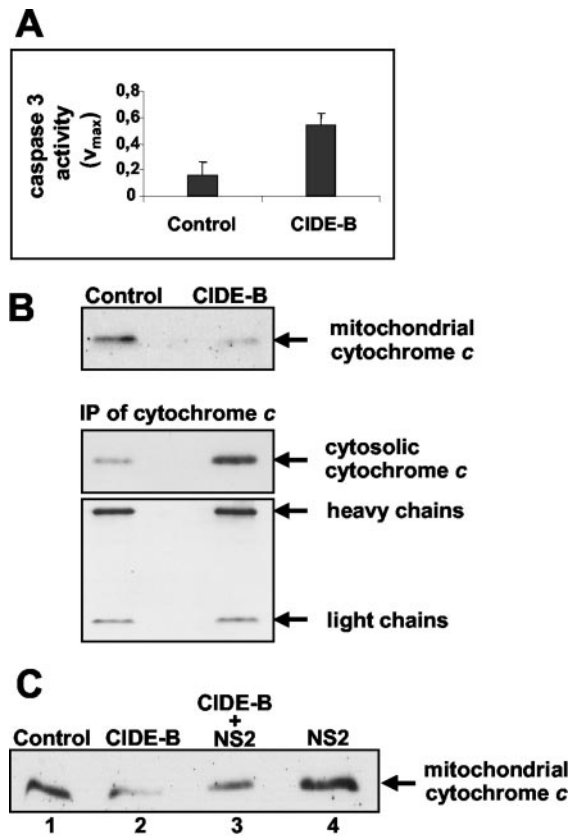 A
caspase 3
activity
(vmax)
0,8
0,6
0,4
0,2
0
Control CIDE-B
B
Control CIDE-B
mitochondrial
cytochrome c
IP of cytochrome c
cytosolic
cytochrome c
heavy chains
light chains
C
Control CIDE-B CIDE-B
+
NS2 NS2
mitochondrial
cytochrome c
1 2 3 4